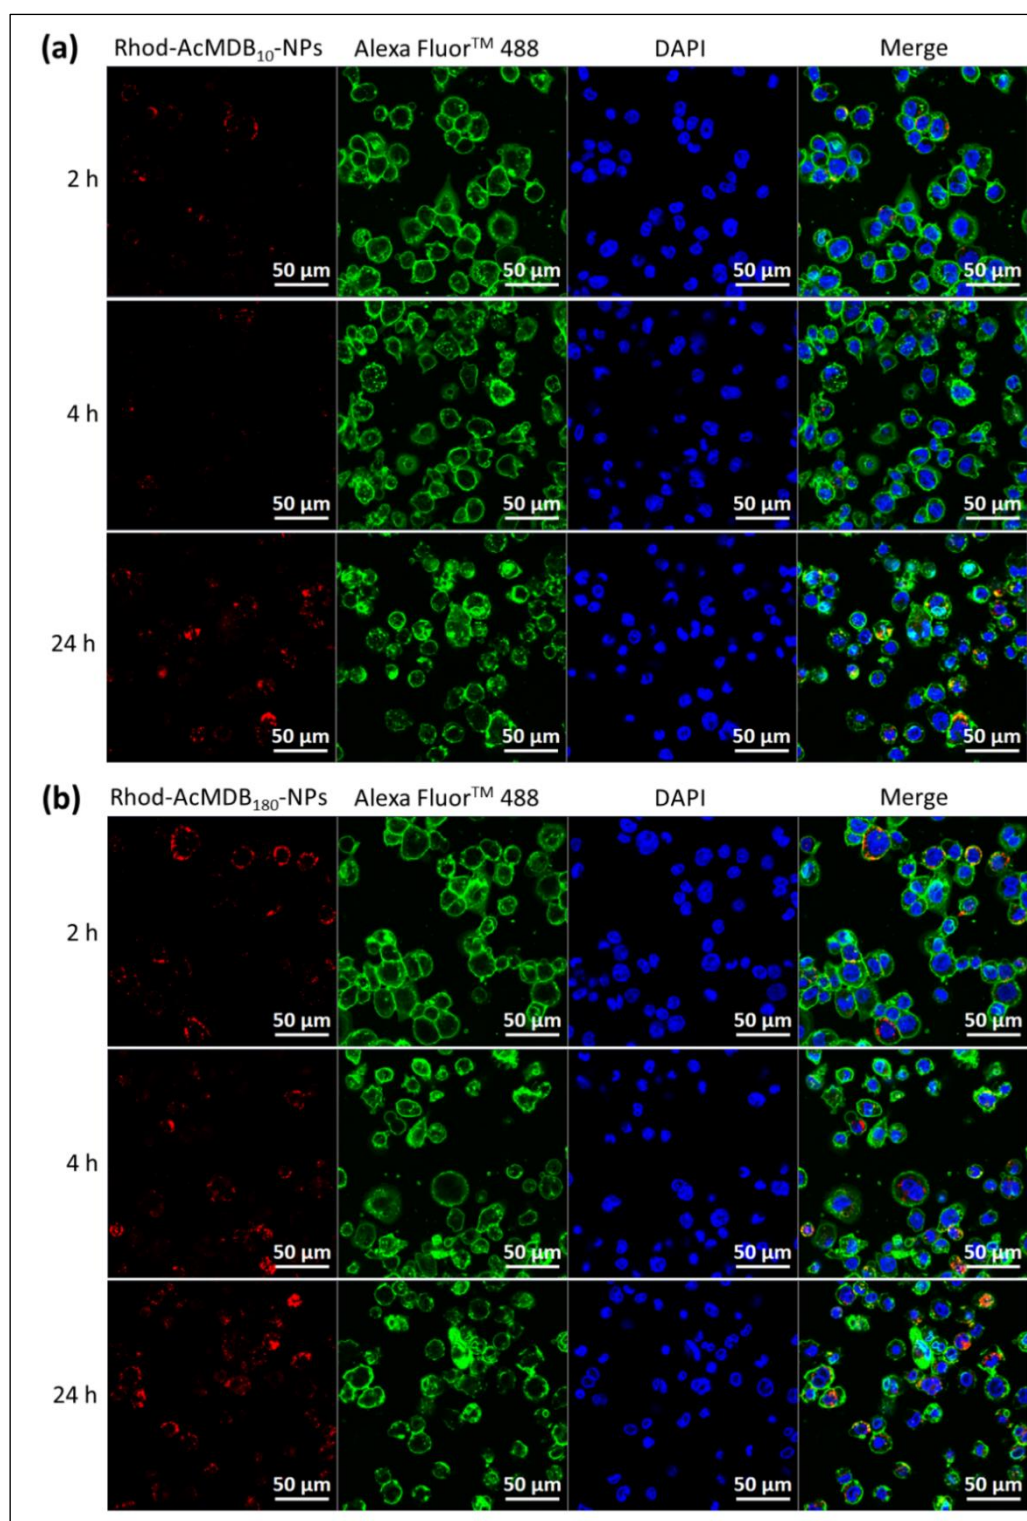 (a) Rhod-AcMDB₁₀-NPs Alexa Fluor™ 488 DAPI Merge
2 h
50 µm 50 µm 50 µm 50 µm
4 h
50 µm 50 µm 50 µm 50 µm
24 h
50 µm 50 µm 50 µm 50 µm
(b) Rhod-AcMDB₁₈₀-NPs Alexa Fluor™ 488 DAPI Merge
2 h
50 µm 50 µm 50 µm 50 µm
4 h
50 µm 50 µm 50 µm 50 µm
24 h
50 µm 50 µm 50 µm 50 µm